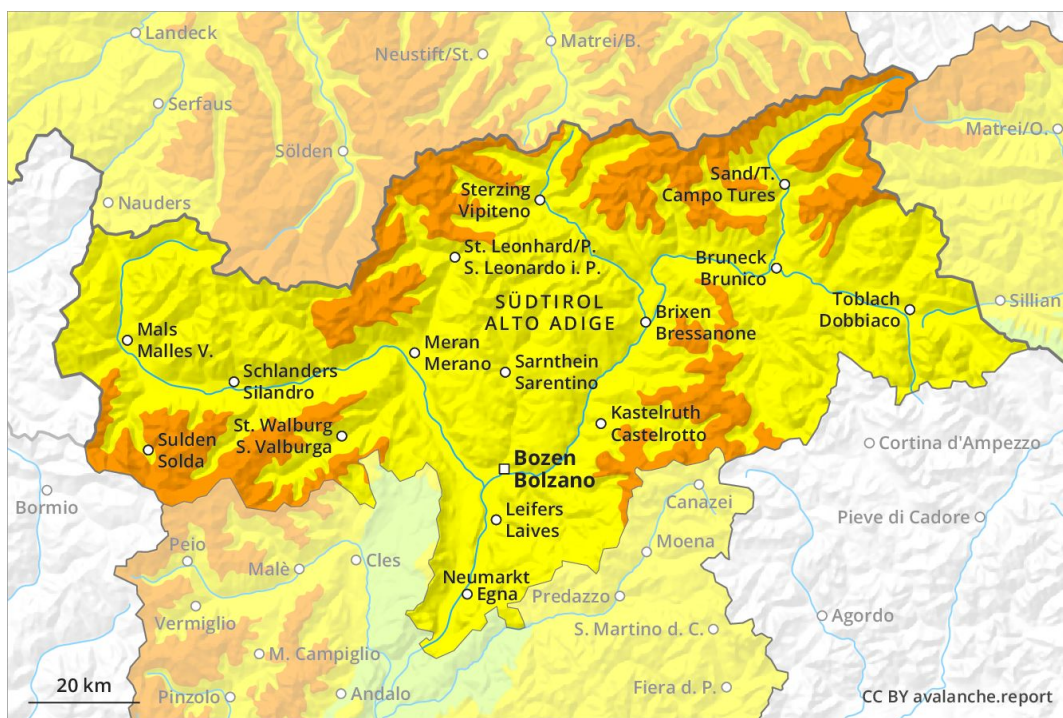 Landeck
Neustift/St.
Matrei/B.
Serfaus
Sölden
Matrei/O.
Nauders
Sterzing
Vipiteno
Sand/T.
Campo Tures
St. Leonhard/P.
S. Leonardo i. P.
Bruneck
Brunico
SÜDTIROL
ALTO ADIGE
Toblach
Dobbiaco
Sillian
Mals
Malles V.
Meran
Merano
Brixen
Bressanone
Schlanders
Silandro
Sarnthein
Sarentino
St. Walburg
S. Valburga
Kastelruth
Castelrotto
Sulden
Solda
Cortina d'Ampezzo
Bozen
Bolzano
Bormio
Canazei
Leifers
Laives
Pieve di Cadore
Peio
Malè
Cles
Moena
Neumarkt
Egna
Predazzo
Vermiglio
Agordo
S. Martino d. C.
M. Campiglio
20 km
Pinzolo
Andalo
Fiera d. P.
CC BY avalanche.report